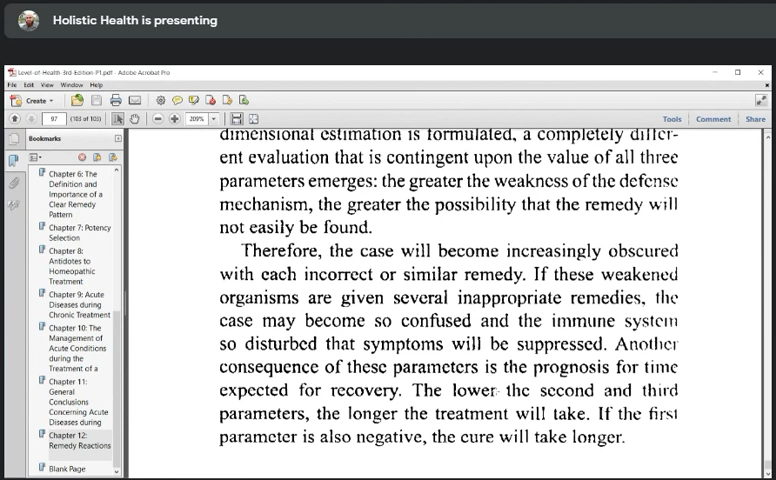 Holistic Health is presenting
Level-of-Health-3rd-Edition-P1.pdf - Adobe Acrobat Pro
File Edit View Window Help
Create
97 (103 of 103) 209%
Tools Comment Share
Bookmarks
Chapter 6: The
Definition and
Importance of a
Clear Remedy
Pattern
Chapter 7: Potency
Selection
Chapter 8:
Antidotes to
Homeopathic
Treatment
Chapter 9: Acute
Diseases during
Chronic Treatment
Chapter 10: The
Management of
Acute Conditions
during the
Treatment of a
Chapter 11:
General
Conclusions
Concerning Acute
Diseases during
Chapter 12:
Remedy Reactions
Blank Page
dimensional estimation is formulated, a completely differ-
ent evaluation that is contingent upon the value of all three
parameters emerges: the greater the weakness of the defense
mechanism, the greater the possibility that the remedy will
not easily be found.
Therefore, the case will become increasingly obscured
with each incorrect or similar remedy. If these weakened
organisms are given several inappropriate remedies, the
case may become so confused and the immune system
so disturbed that symptoms will be suppressed. Another
consequence of these parameters is the prognosis for time
expected for recovery. The lower the second and third
parameters, the longer the treatment will take. If the first
parameter is also negative, the cure will take longer.